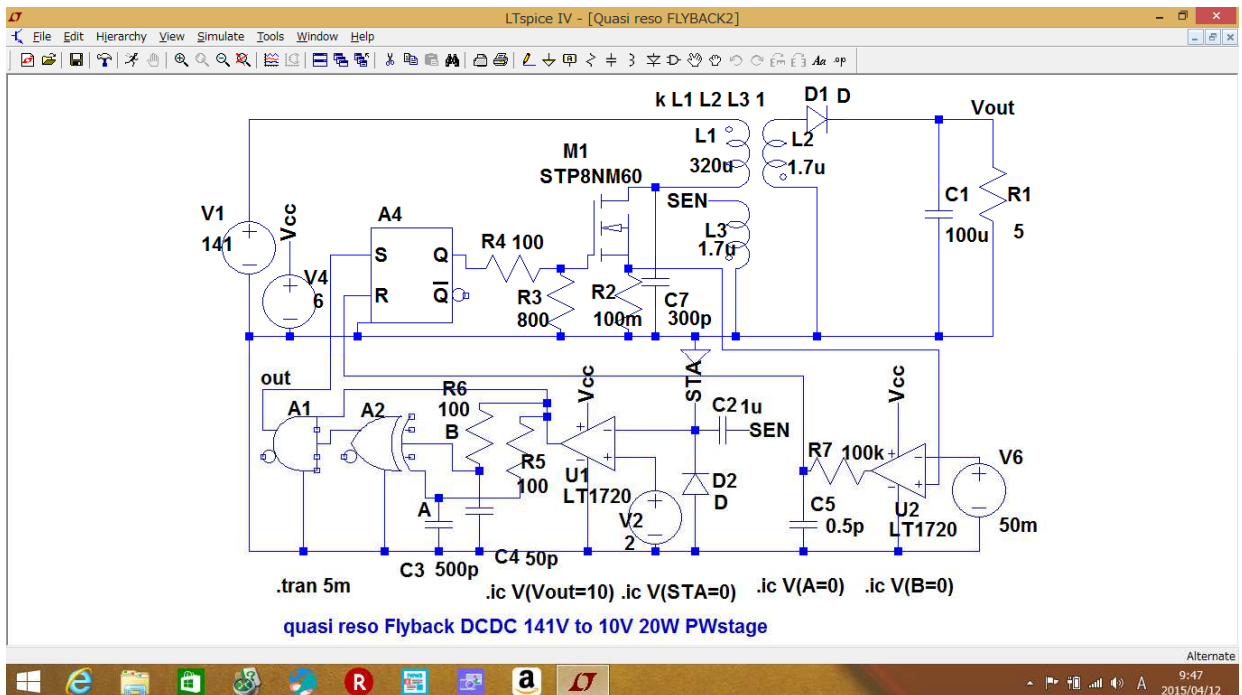 LTspice IV - [Quasi reso FLYBACK2]
File Edit Hierarchy View Simulate Tools Window Help
k L1 L2 L3 1
D1 D
Vout
L1
320u
L2
1.7u
M1
STP8NM60
SEN
L3
1.7u
C1
100u
R1
5
V1
141
Vcc
V4
6
A4
S
Q
R
Q
R4 100
R3
800
R2
100m
C7
300p
out
A1
A2
R6
100
B
R5
100
A
C3 500p
C4 50p
Vcc
U1
LT1720
V2
2
STA
C2 1u
SEN
D2
D
Vcc
R7 100k
C5
0.5p
U2
LT1720
V6
50m
.tran 5m
.ic V(Vout=10) .ic V(STA=0) .ic V(A=0) .ic V(B=0)
quasi reso Flyback DCDC 141V to 10V 20W PWstage
Alternate
A
9:47
2015/04/12